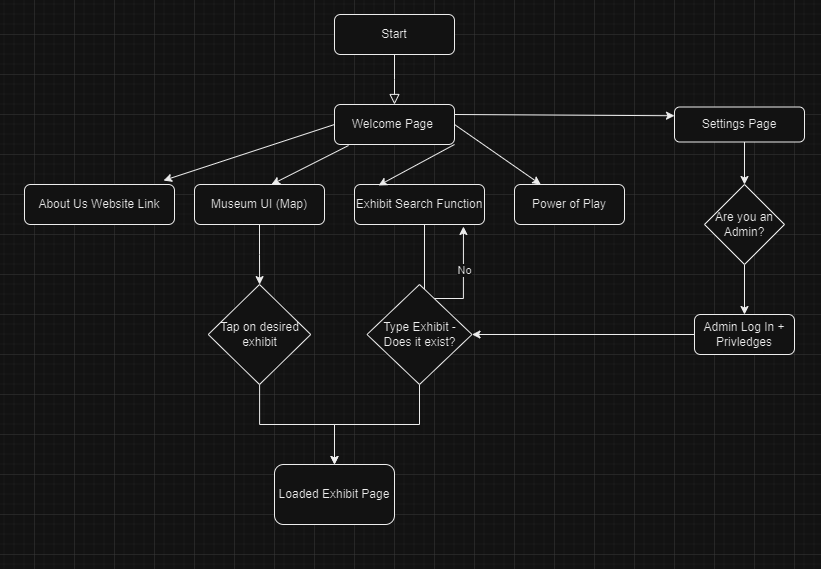 Start
Welcome Page
Settings Page
About Us Website Link
Museum UI (Map)
Exhibit Search Function
Power of Play
Are you an
Admin?
No
Tap on desired
exhibit
Type Exhibit -
Does it exist?
Admin Log In +
Privledges
Loaded Exhibit Page